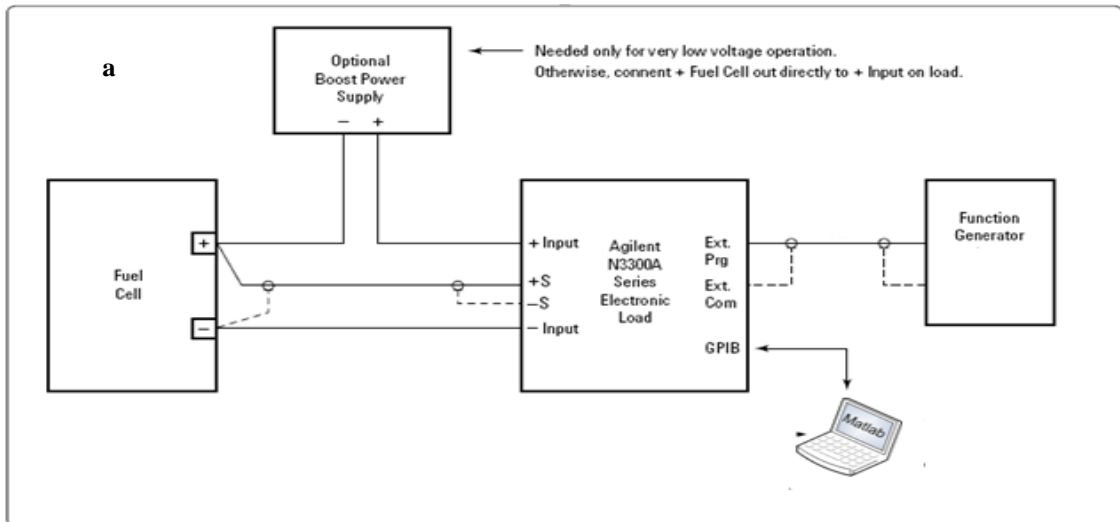 a
Optional
Boost Power
Supply
− +
Needed only for very low voltage operation.
Otherwise, connent + Fuel Cell out directly to + Input on load.
Fuel
Cell
+
−
+ Input
+S
−S
− Input
Agilent
N3300A
Series
Electronic
Load
Ext.
Prg
Ext.
Com
GPIB
Function
Generator
Matlab